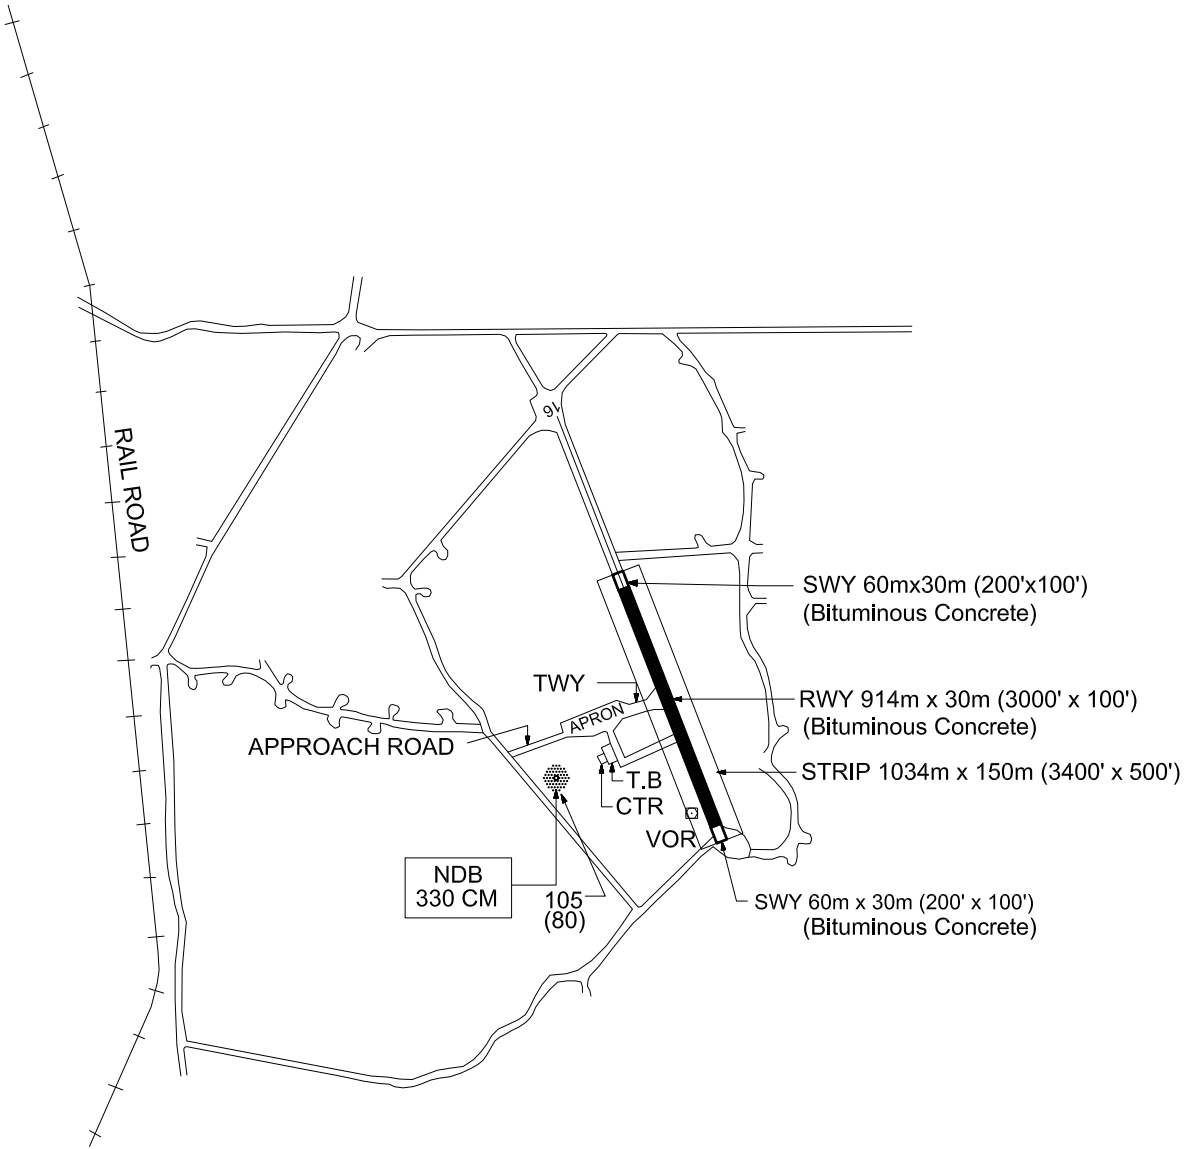 16
RAIL ROAD
SWY 60mx30m (200'x100')
(Bituminous Concrete)
TWY
RWY 914m x 30m (3000' x 100')
(Bituminous Concrete)
APRON
APPROACH ROAD
STRIP 1034m x 150m (3400' x 500')
T.B
CTR
VOR
NDB
330 CM
105
(80)
SWY 60m x 30m (200' x 100')
(Bituminous Concrete)